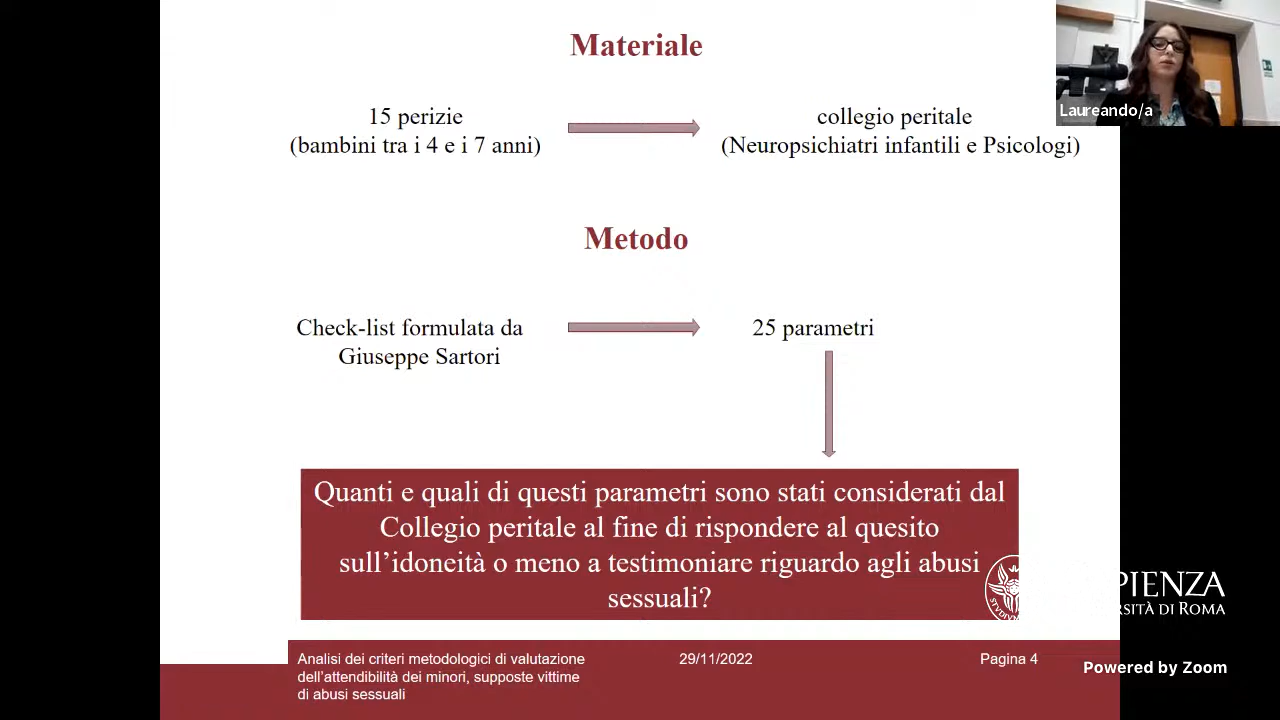 Materiale
15 perizie
(bambini tra i 4 e i 7 anni)
collegio peritale
(Neuropsichiatri infantili e Psicologi)
Laureando/a
Metodo
Check-list formulata da
Giuseppe Sartori
25 parametri
Quanti e quali di questi parametri sono stati considerati dal
Collegio peritale al fine di rispondere al quesito
sull’idoneità o meno a testimoniare riguardo agli abusi
sessuali?
Analisi dei criteri metodologici di valutazione
dell’attendibilità dei minori, supposte vittime
di abusi sessuali
29/11/2022
Pagina 4
PIENZA
RSITÀ DI ROMA
Powered by Zoom